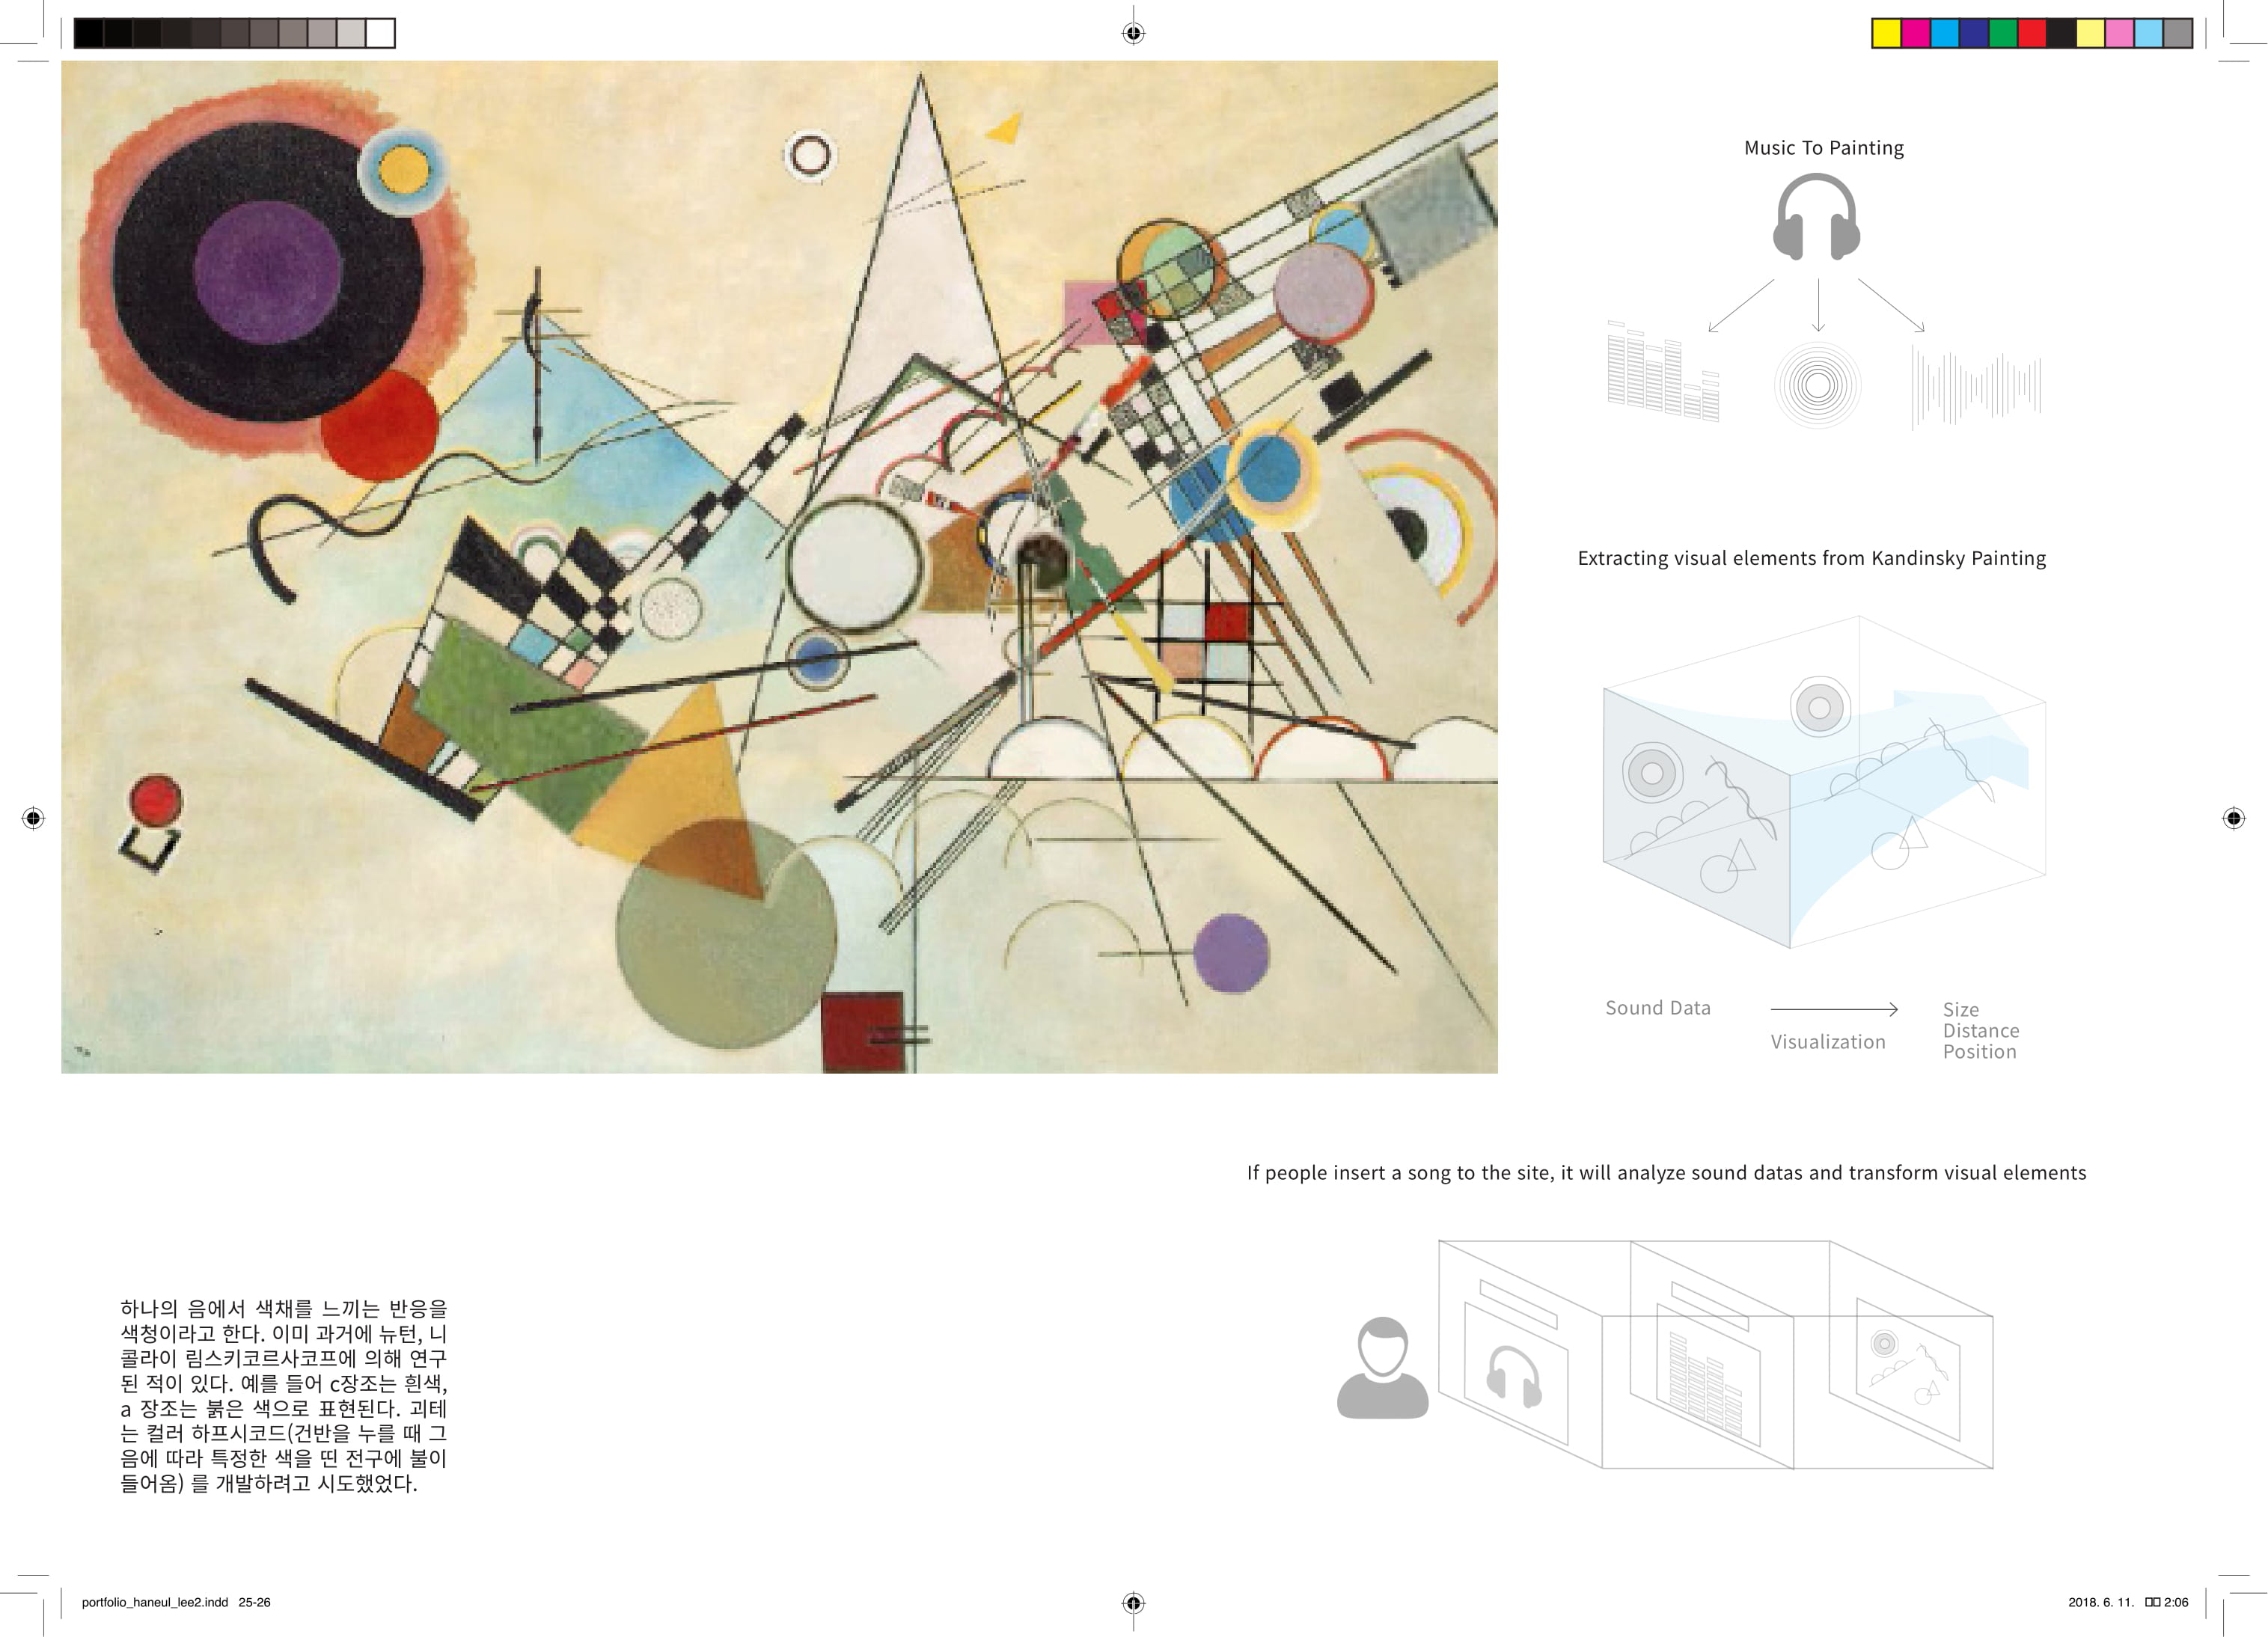 Music To Painting
Extracting visual elements from Kandinsky Painting
Sound Data
Visualization
Size
Distance
Position
If people insert a song to the site, it will analyze sound datas and transform visual elements
하나의 음에서 색채를 느끼는 반응을
색청이라고 한다. 이미 과거에 뉴턴, 니
콜라이 림스키코르사코프에 의해 연구
된 적이 있다. 예를 들어 c장조는 흰색,
a 장조는 붉은 색으로 표현된다. 괴테
는 컬러 하프시코드(건반을 누를 때 그
음에 따라 특정한 색을 띤 전구에 불이
들어옴) 를 개발하려고 시도했었다.
portfolio_haneul_lee2.indd 25-26
2018. 6. 11. 2:06